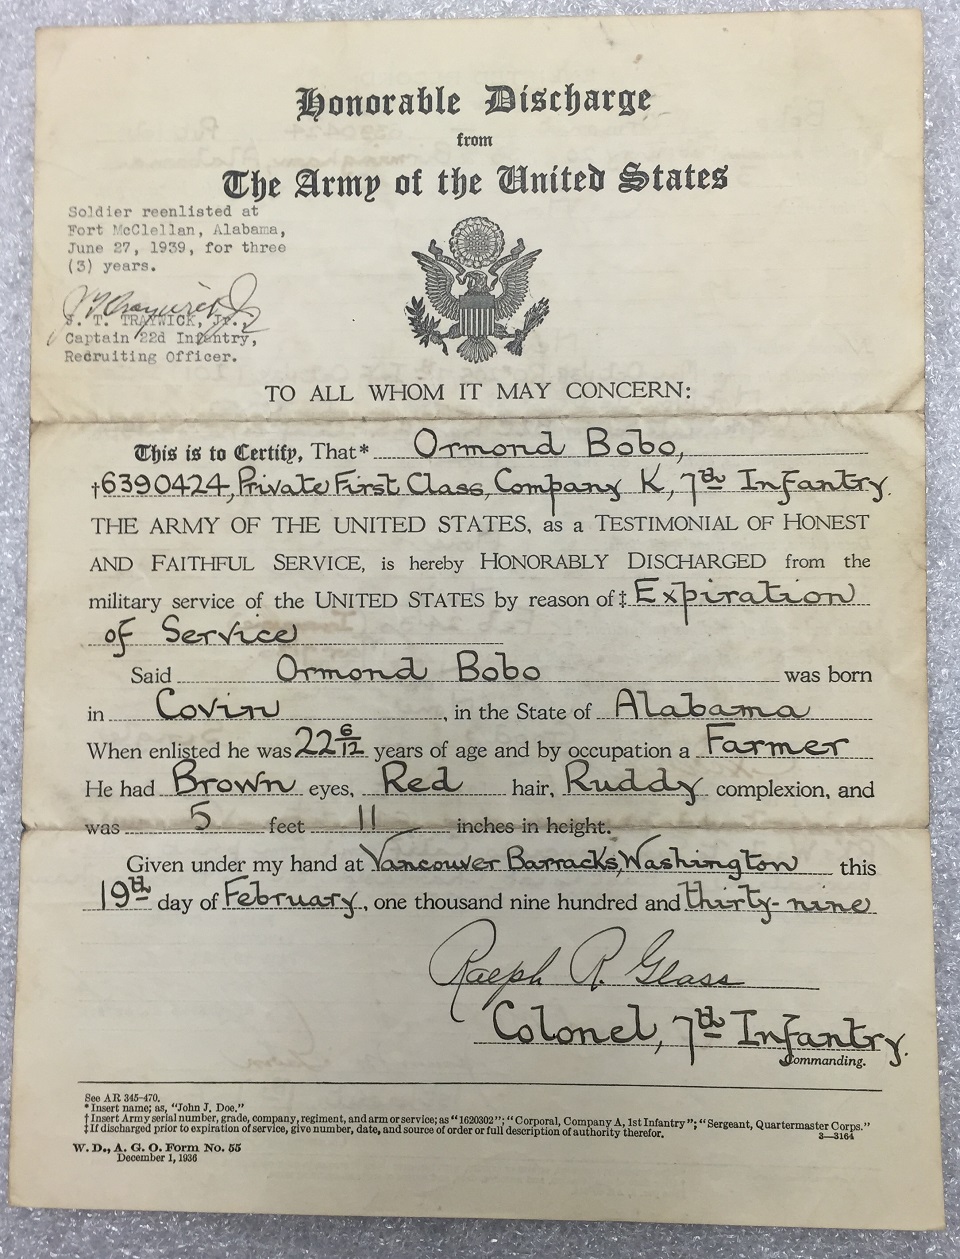 Honorable Discharge
from
The Army of the United States
Soldier reenlisted at
Fort McClellan, Alabama,
June 27, 1939, for three
(3) years.
S. T. TRAYWICK, Jr.,
Captain 22d Infantry,
Recruiting Officer.
TO ALL WHOM IT MAY CONCERN:
This is to Certify, That* Ormond Bobo,
†6390424, Private First Class, Company K, 7th Infantry.
THE ARMY OF THE UNITED STATES, as a TESTIMONIAL OF HONEST
AND FAITHFUL SERVICE, is hereby HONORABLY DISCHARGED from the
military service of the UNITED STATES by reason of ‡ Expiration
of Service
Said Ormond Bobo was born
in Covin, in the State of Alabama
When enlisted he was 22 6/12 years of age and by occupation a Farmer
He had Brown eyes, Red hair, Ruddy complexion, and
was 5 feet 11 inches in height.
Given under my hand at Vancouver Barracks, Washington this
19th day of February, one thousand nine hundred and thirty-nine
Ralph R. Glass
Colonel, 7th Infantry.
Commanding.
See AR 345-470.
* Insert name; as, "John J. Doe."
† Insert Army serial number, grade, company, regiment, and arm or service; as "1620302"; "Corporal, Company A, 1st Infantry"; "Sergeant, Quartermaster Corps."
‡ If discharged prior to expiration of service, give number, date, and source of order or full description of authority therefor. 3—3164
W. D., A. G. O. Form No. 55
December 1, 1936